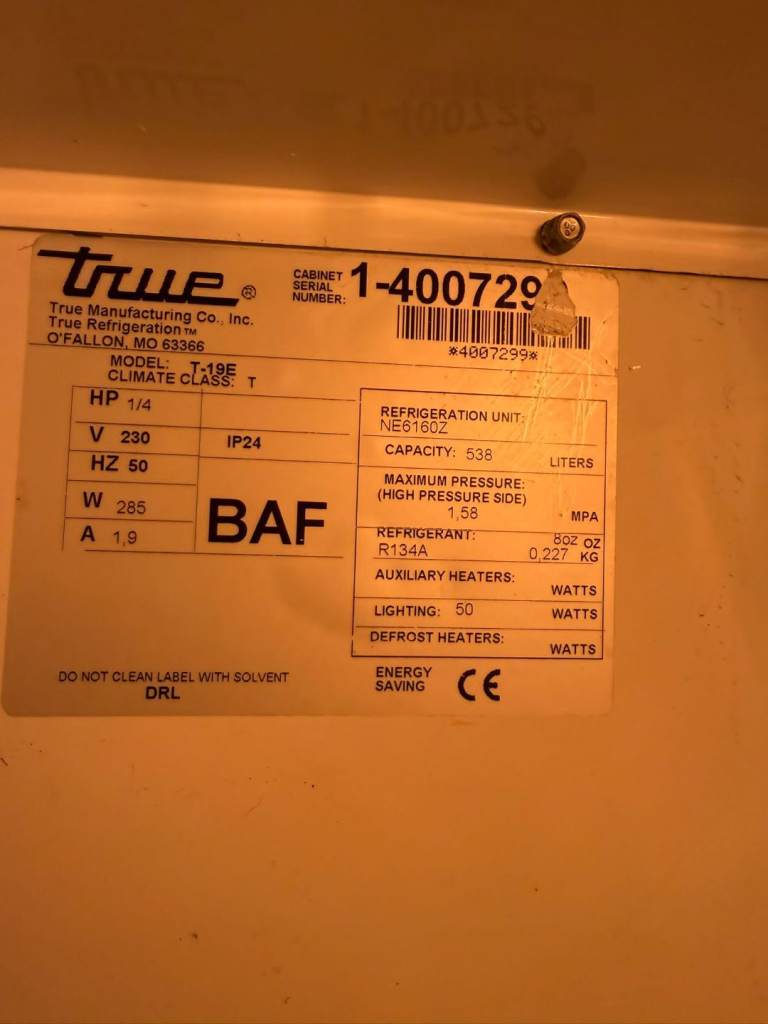 true®
True Manufacturing Co., Inc.
True Refrigeration™
O'FALLON, MO 63366
CABINET
SERIAL
NUMBER:
1-400729
*4007299*
MODEL: T-19E
CLIMATE CLASS: T
HP 1/4
V 230
IP24
HZ 50
W 285
BAF
A 1,9
REFRIGERATION UNIT:
NE6160Z
CAPACITY: 538 LITERS
MAXIMUM PRESSURE:
(HIGH PRESSURE SIDE)
1,58 MPA
REFRIGERANT: 8oz OZ
R134A 0,227 KG
AUXILIARY HEATERS: WATTS
LIGHTING: 50 WATTS
DEFROST HEATERS: WATTS
DO NOT CLEAN LABEL WITH SOLVENT
DRL
ENERGY
SAVING
CE